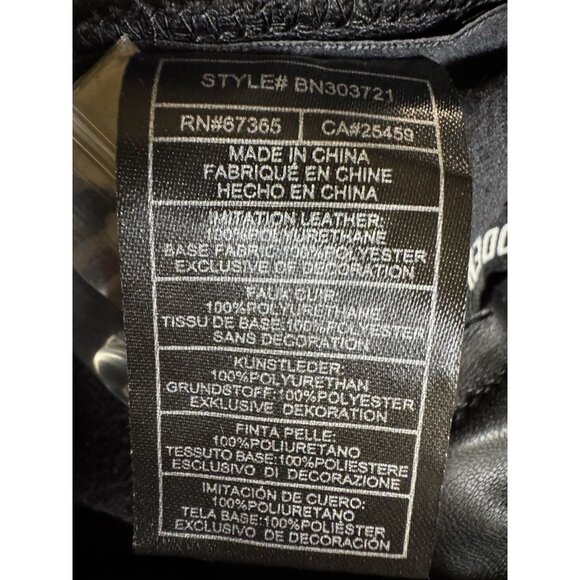 STYLE# BN303721
RN#67365 CA#25459
MADE IN CHINA
FABRIQUÉ EN CHINE
HECHO EN CHINA
IMITATION LEATHER:
100%POLYURETHANE
BASE FABRIC:100%POLYESTER
EXCLUSIVE OF DECORATION
FAUX CUIR:
100%POLYURETHANE
TISSU DE BASE:100%POLYESTER
SANS DECORATION
KUNSTLEDER:
100%POLYURETHAN
GRUNDSTOFF:100%POLYESTER
EXKLUSIVE DEKORATION
FINTA PELLE:
100%POLIURETANO
TESSUTO BASE:100%POLIESTERE
ESCLUSIVO DI DECORAZIONE
IMITACIÓN DE CUERO:
100%POLIURETANO
TELA BASE:100%POLIÉSTER
EXCLUSIVO DE DECORACIÓN